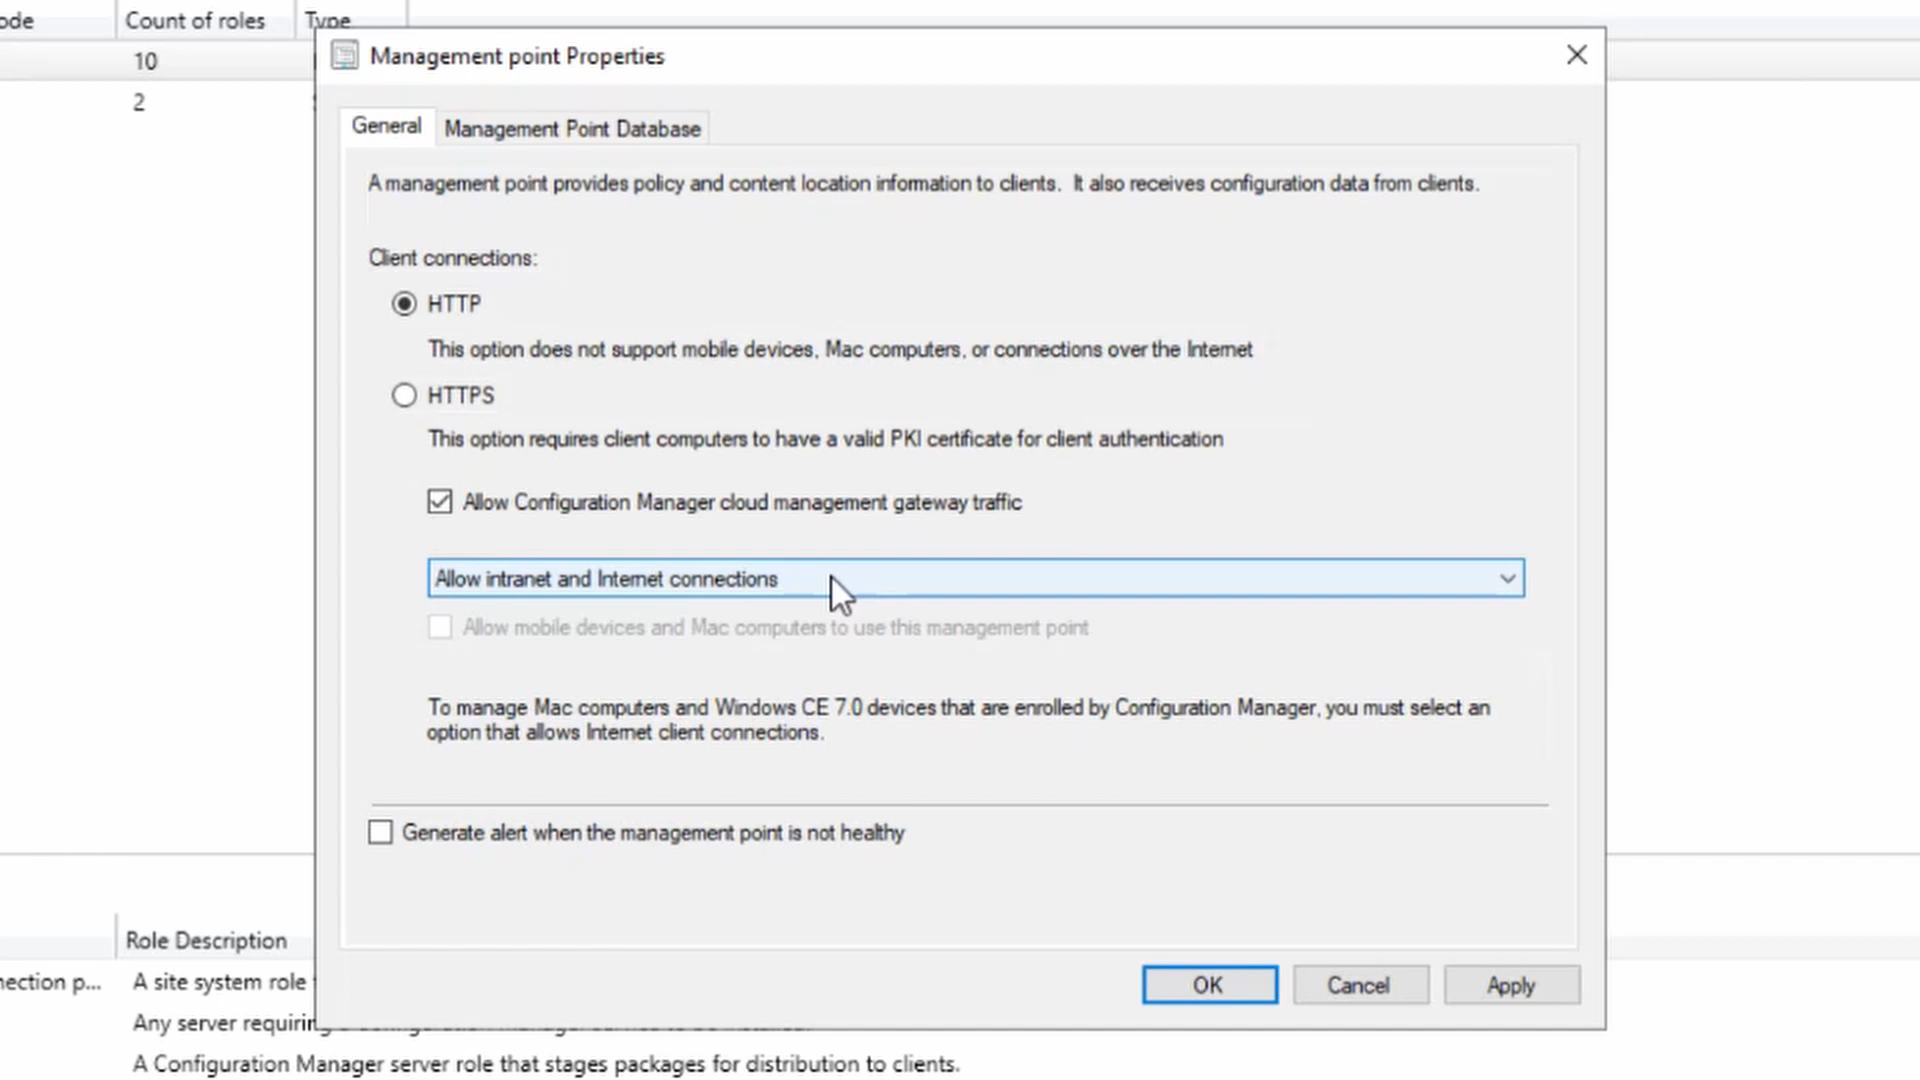 ode Count of roles Type
10
2
Management point Properties
General Management Point Database
A management point provides policy and content location information to clients. It also receives configuration data from clients.
Client connections:
HTTP
This option does not support mobile devices, Mac computers, or connections over the Internet
HTTPS
This option requires client computers to have a valid PKI certificate for client authentication
Allow Configuration Manager cloud management gateway traffic
Allow intranet and Internet connections
Allow mobile devices and Mac computers to use this management point
To manage Mac computers and Windows CE 7.0 devices that are enrolled by Configuration Manager, you must select an
option that allows Internet client connections.
Generate alert when the management point is not healthy
OK Cancel Apply
Role Description
nection p... A site system role
Any server requiring
A Configuration Manager server role that stages packages for distribution to clients.